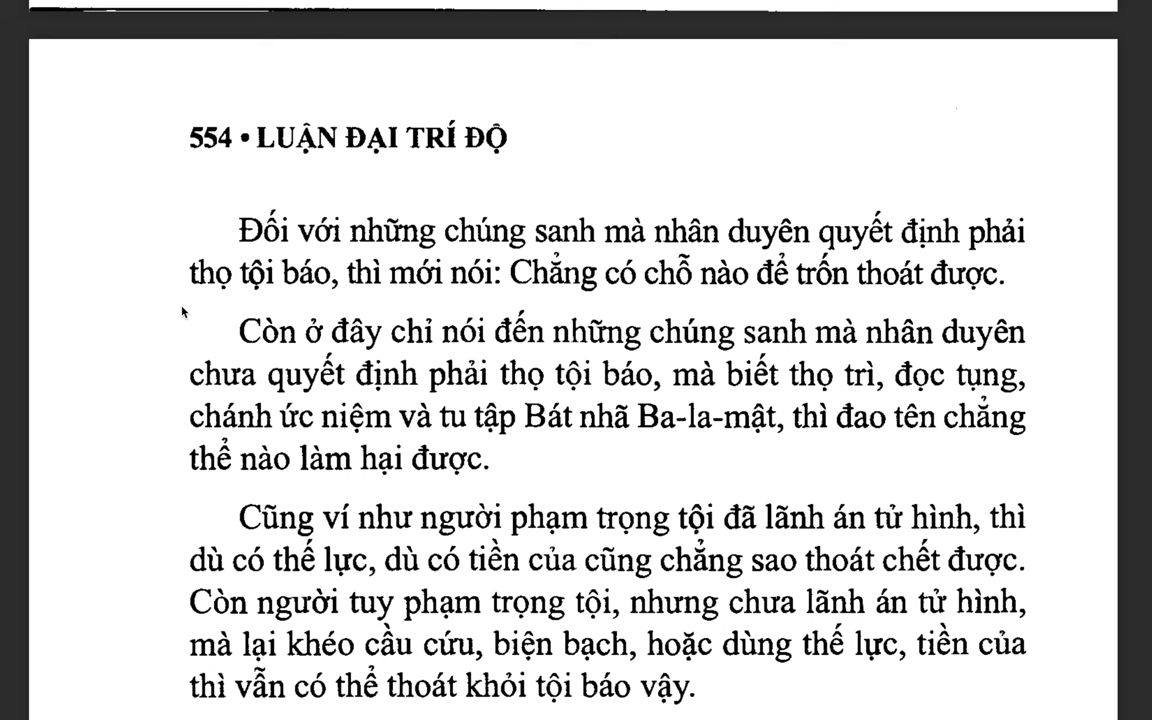 554 • LUẬN ĐẠI TRÍ ĐỘ
Đối với những chúng sanh mà nhân duyên quyết định phải
thọ tội báo, thì mới nói: Chẳng có chỗ nào để trốn thoát được.
Còn ở đây chỉ nói đến những chúng sanh mà nhân duyên
chưa quyết định phải thọ tội báo, mà biết thọ trì, đọc tụng,
chánh ức niệm và tu tập Bát nhã Ba-la-mật, thì đao tên chẳng
thể nào làm hại được.
Cũng ví như người phạm trọng tội đã lãnh án tử hình, thì
dù có thế lực, dù có tiền của cũng chẳng sao thoát chết được.
Còn người tuy phạm trọng tội, nhưng chưa lãnh án tử hình,
mà lại khéo cầu cứu, biện bạch, hoặc dùng thế lực, tiền của
thì vẫn có thể thoát khỏi tội báo vậy.